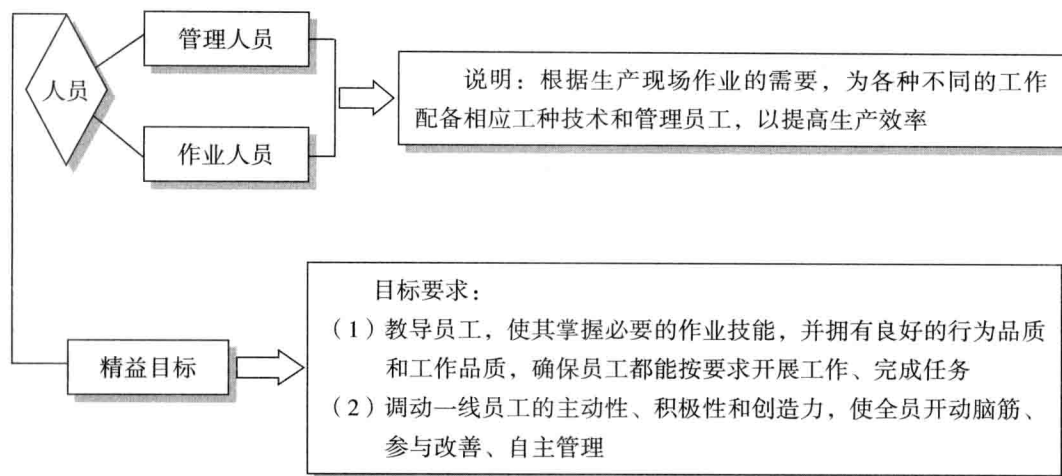 人员
管理人员
作业人员
说明：根据生产现场作业的需要，为各种不同的工作
配备相应工种技术和管理员工，以提高生产效率
精益目标
目标要求：
（1）教导员工，使其掌握必要的作业技能，并拥有良好的行为品质
和工作品质，确保员工都能按要求开展工作、完成任务
（2）调动一线员工的主动性、积极性和创造力，使全员开动脑筋、
参与改善、自主管理